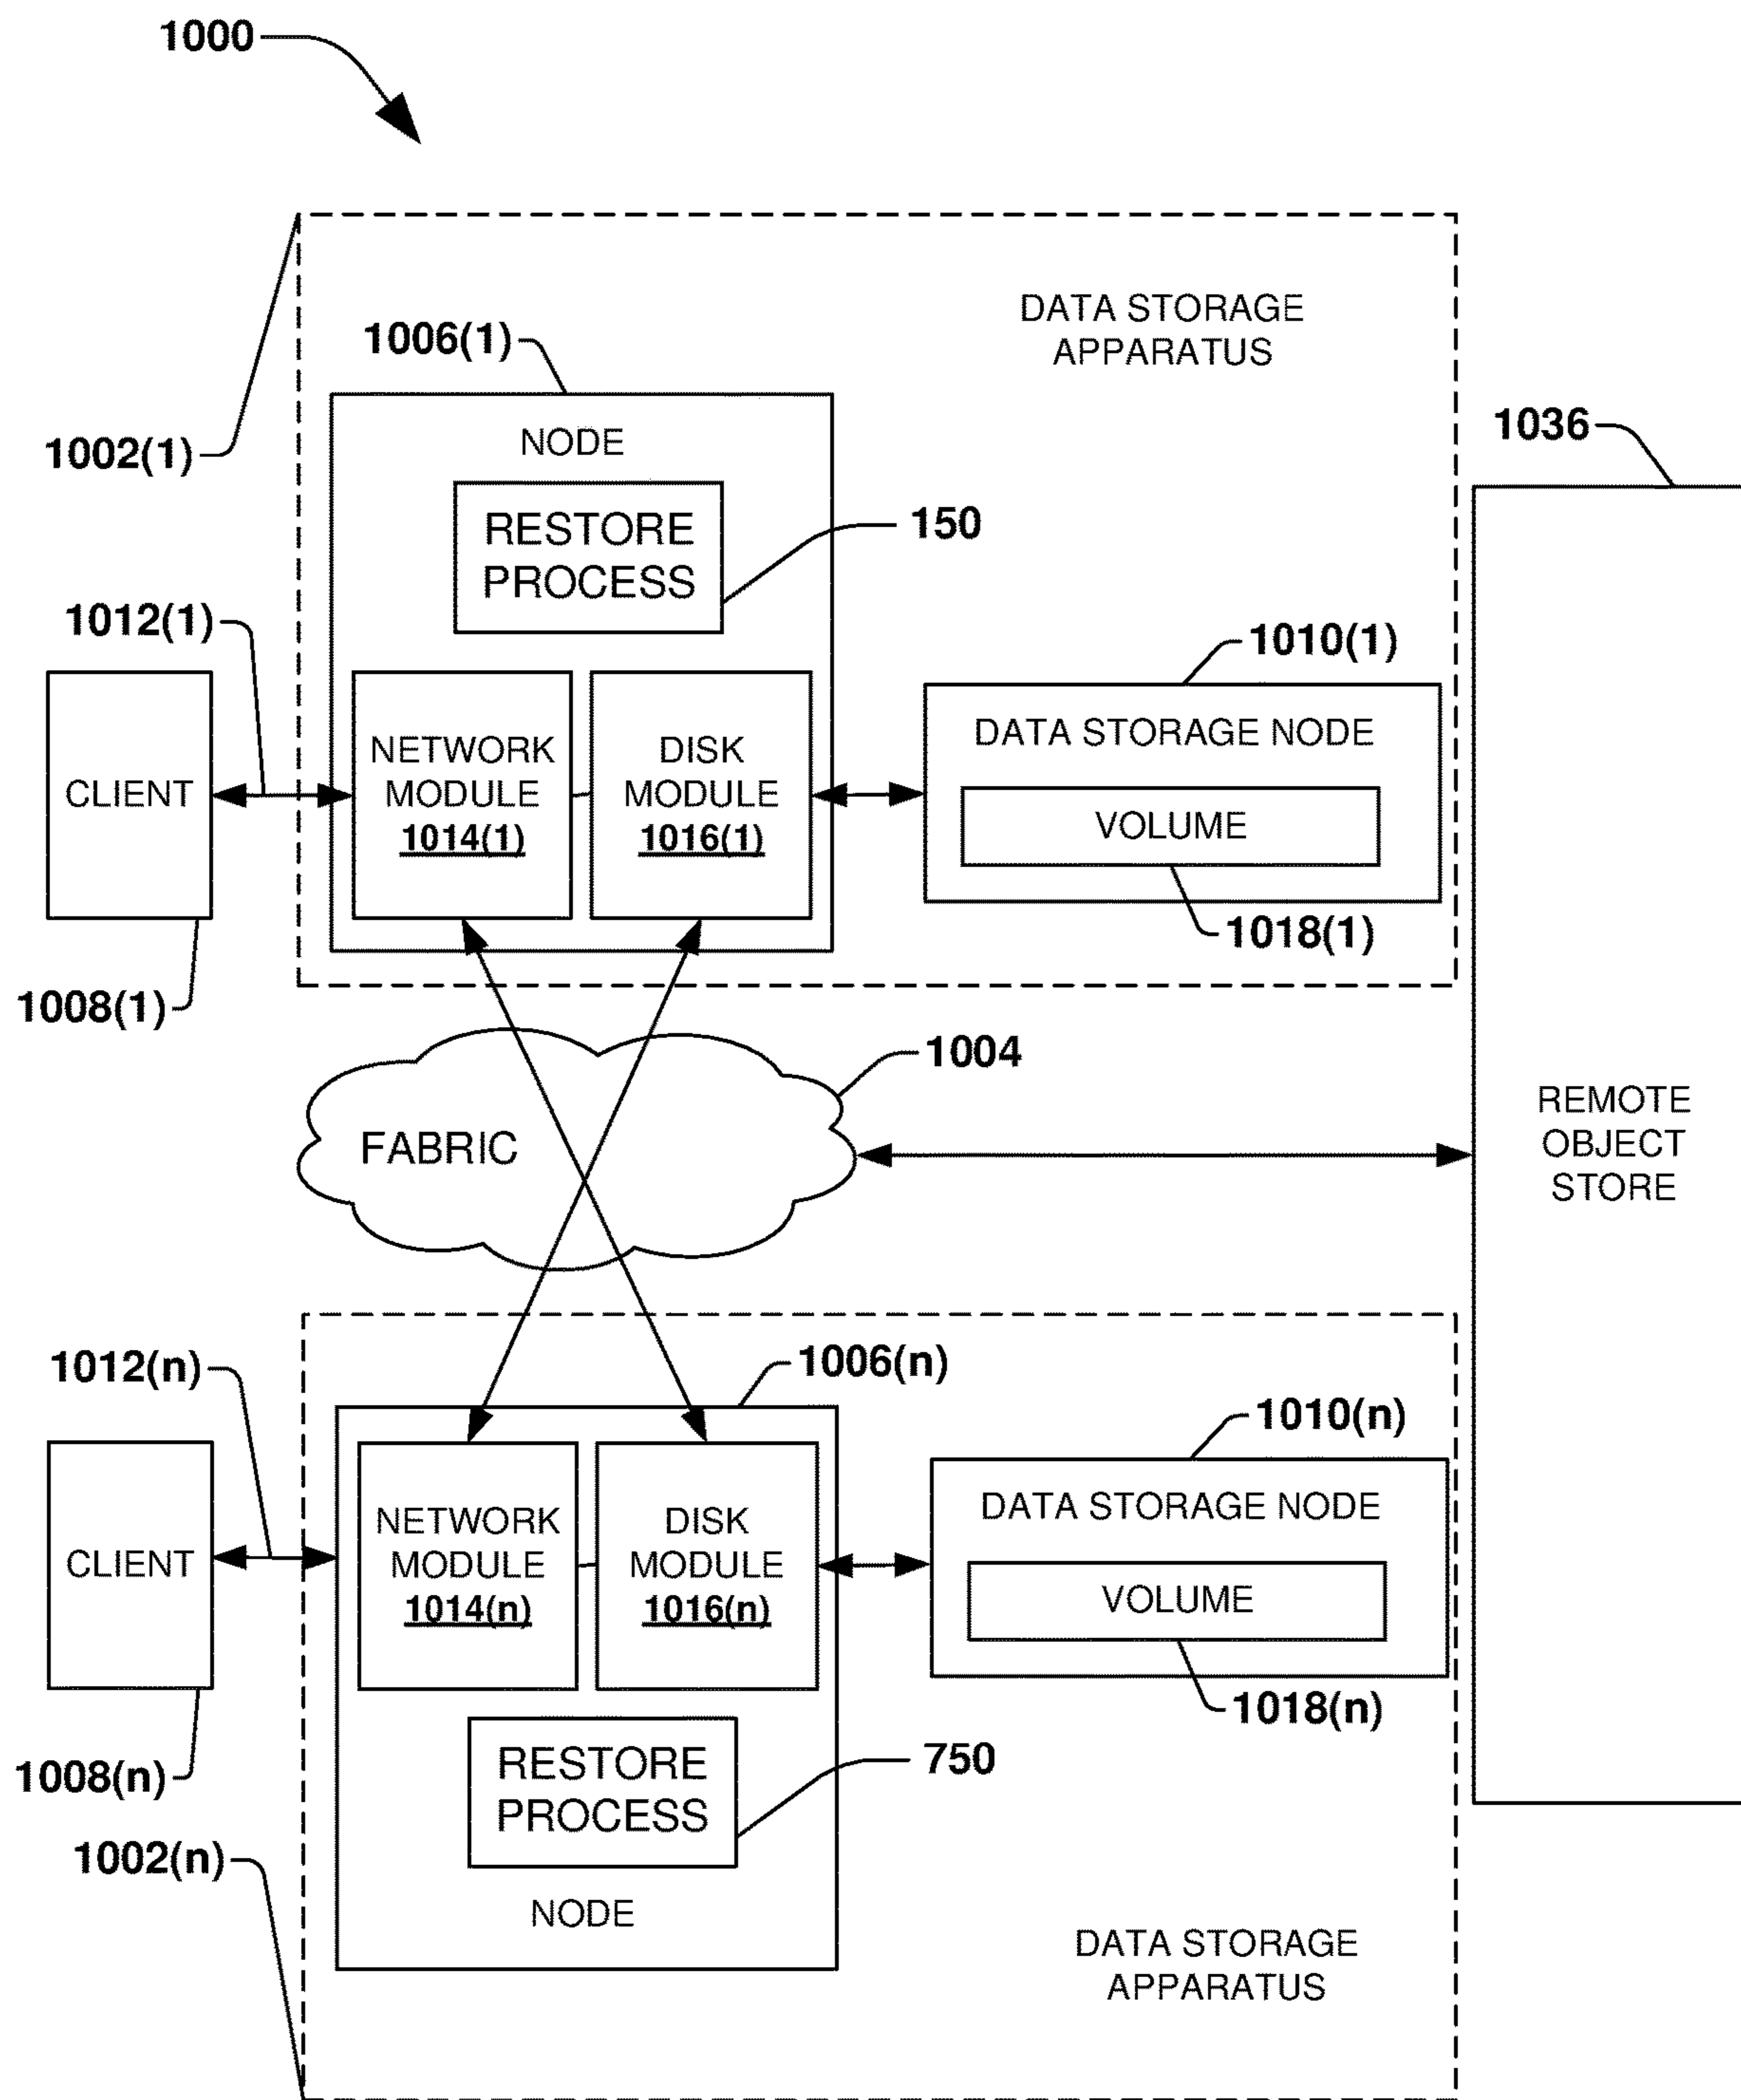 1000
DATA STORAGE
APPARATUS
1006(1)
1002(1)
NODE
1036
RESTORE
PROCESS
150
1012(1)
1010(1)
CLIENT
NETWORK
MODULE
1014(1)
DISK
MODULE
1016(1)
DATA STORAGE NODE
VOLUME
1018(1)
1008(1)
1004
FABRIC
REMOTE
OBJECT
STORE
1012(n)
1006(n)
1010(n)
CLIENT
NETWORK
MODULE
1014(n)
DISK
MODULE
1016(n)
DATA STORAGE NODE
VOLUME
1018(n)
1008(n)
RESTORE
PROCESS
750
1002(n)
NODE
DATA STORAGE
APPARATUS